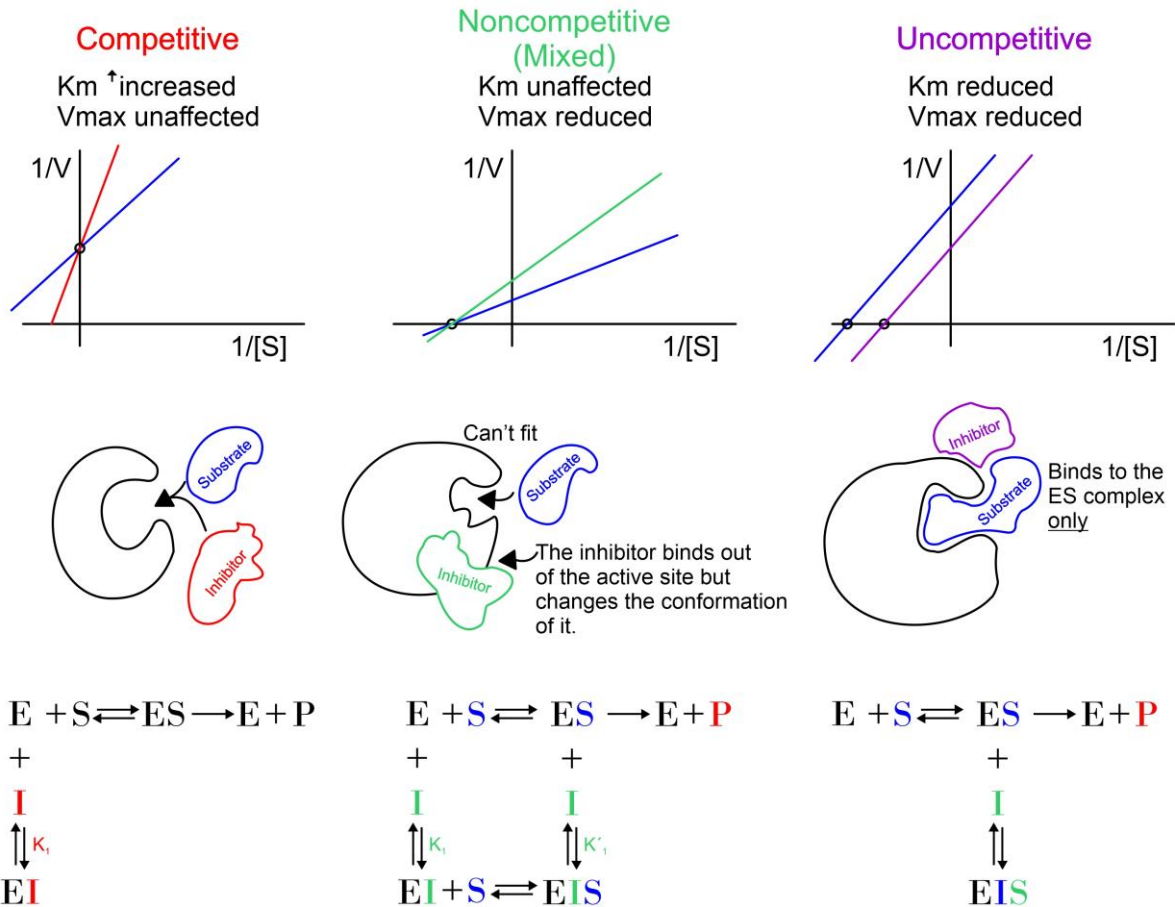 Competitive
Km ↑increased
Vmax unaffected
1/V
1/[S]
Substrate
Inhibitor
E + S ⇌ ES → E + P
+
I
K₁
EI
Noncompetitive
(Mixed)
Km unaffected
Vmax reduced
1/V
1/[S]
Can't fit
Substrate
Inhibitor
The inhibitor binds out
of the active site but
changes the conformation
of it.
E + S ⇌ ES → E + P
+ +
I I
K₁ K′₁
EI + S ⇌ EIS
Uncompetitive
Km reduced
Vmax reduced
1/V
1/[S]
Inhibitor
Substrate
Binds to the
ES complex
only
E + S ⇌ ES → E + P
+
I
EIS